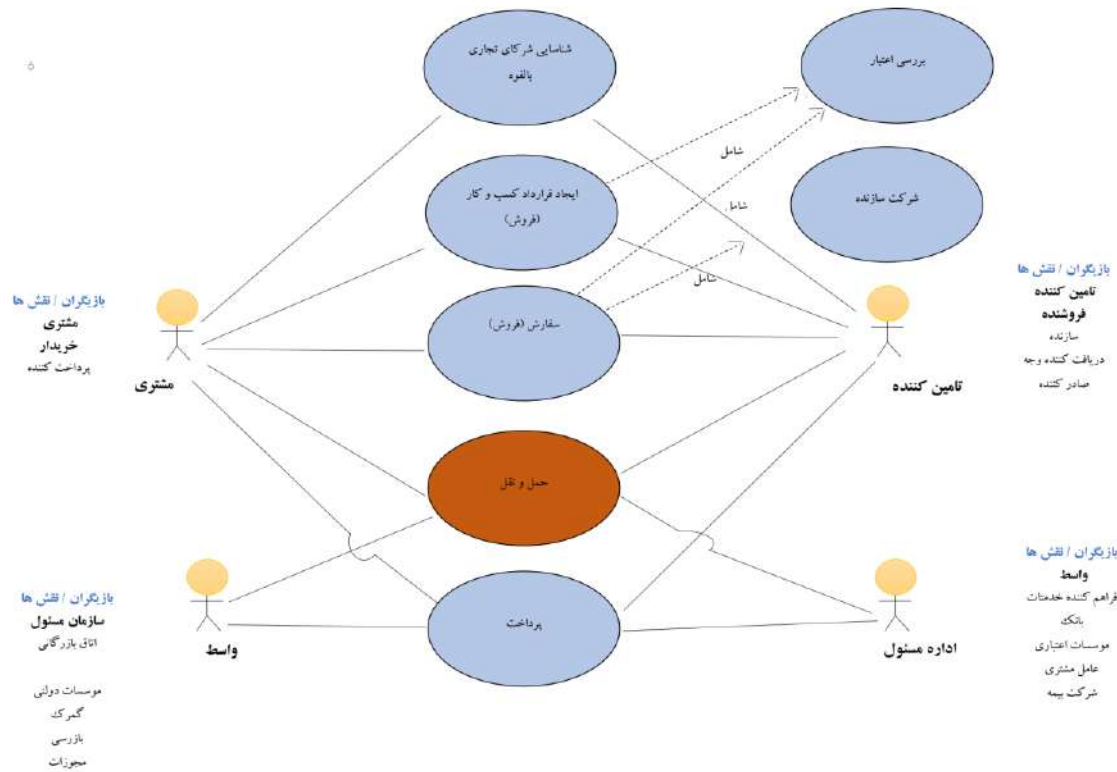 ۵
شناسایی شرکای تجاری
بالقوه
بررسی اعتبار
شامل
ایجاد قرارداد کسب و کار
(فروش)
شرکت سازنده
شامل
شامل
سفارش (فروش)
بازیگران / نقش ها
مشتری
خریدار
پرداخت کننده
مشتری
بازیگران / نقش ها
تامین کننده
فروشنده
سازنده
دریافت کننده وجه
صادر کننده
تامین کننده
حمل و نقل
پرداخت
بازیگران / نقش ها
سازمان مسئول
اتاق بازرگانی
موسسات دولتی
گمرک
بازرسی
مجوزات
واسط
اداره مسئول
بازیگران / نقش ها
واسط
فراهم کننده خدمتات
بانک
موسسات اعتباری
عامل مشتری
شرکت بیمه